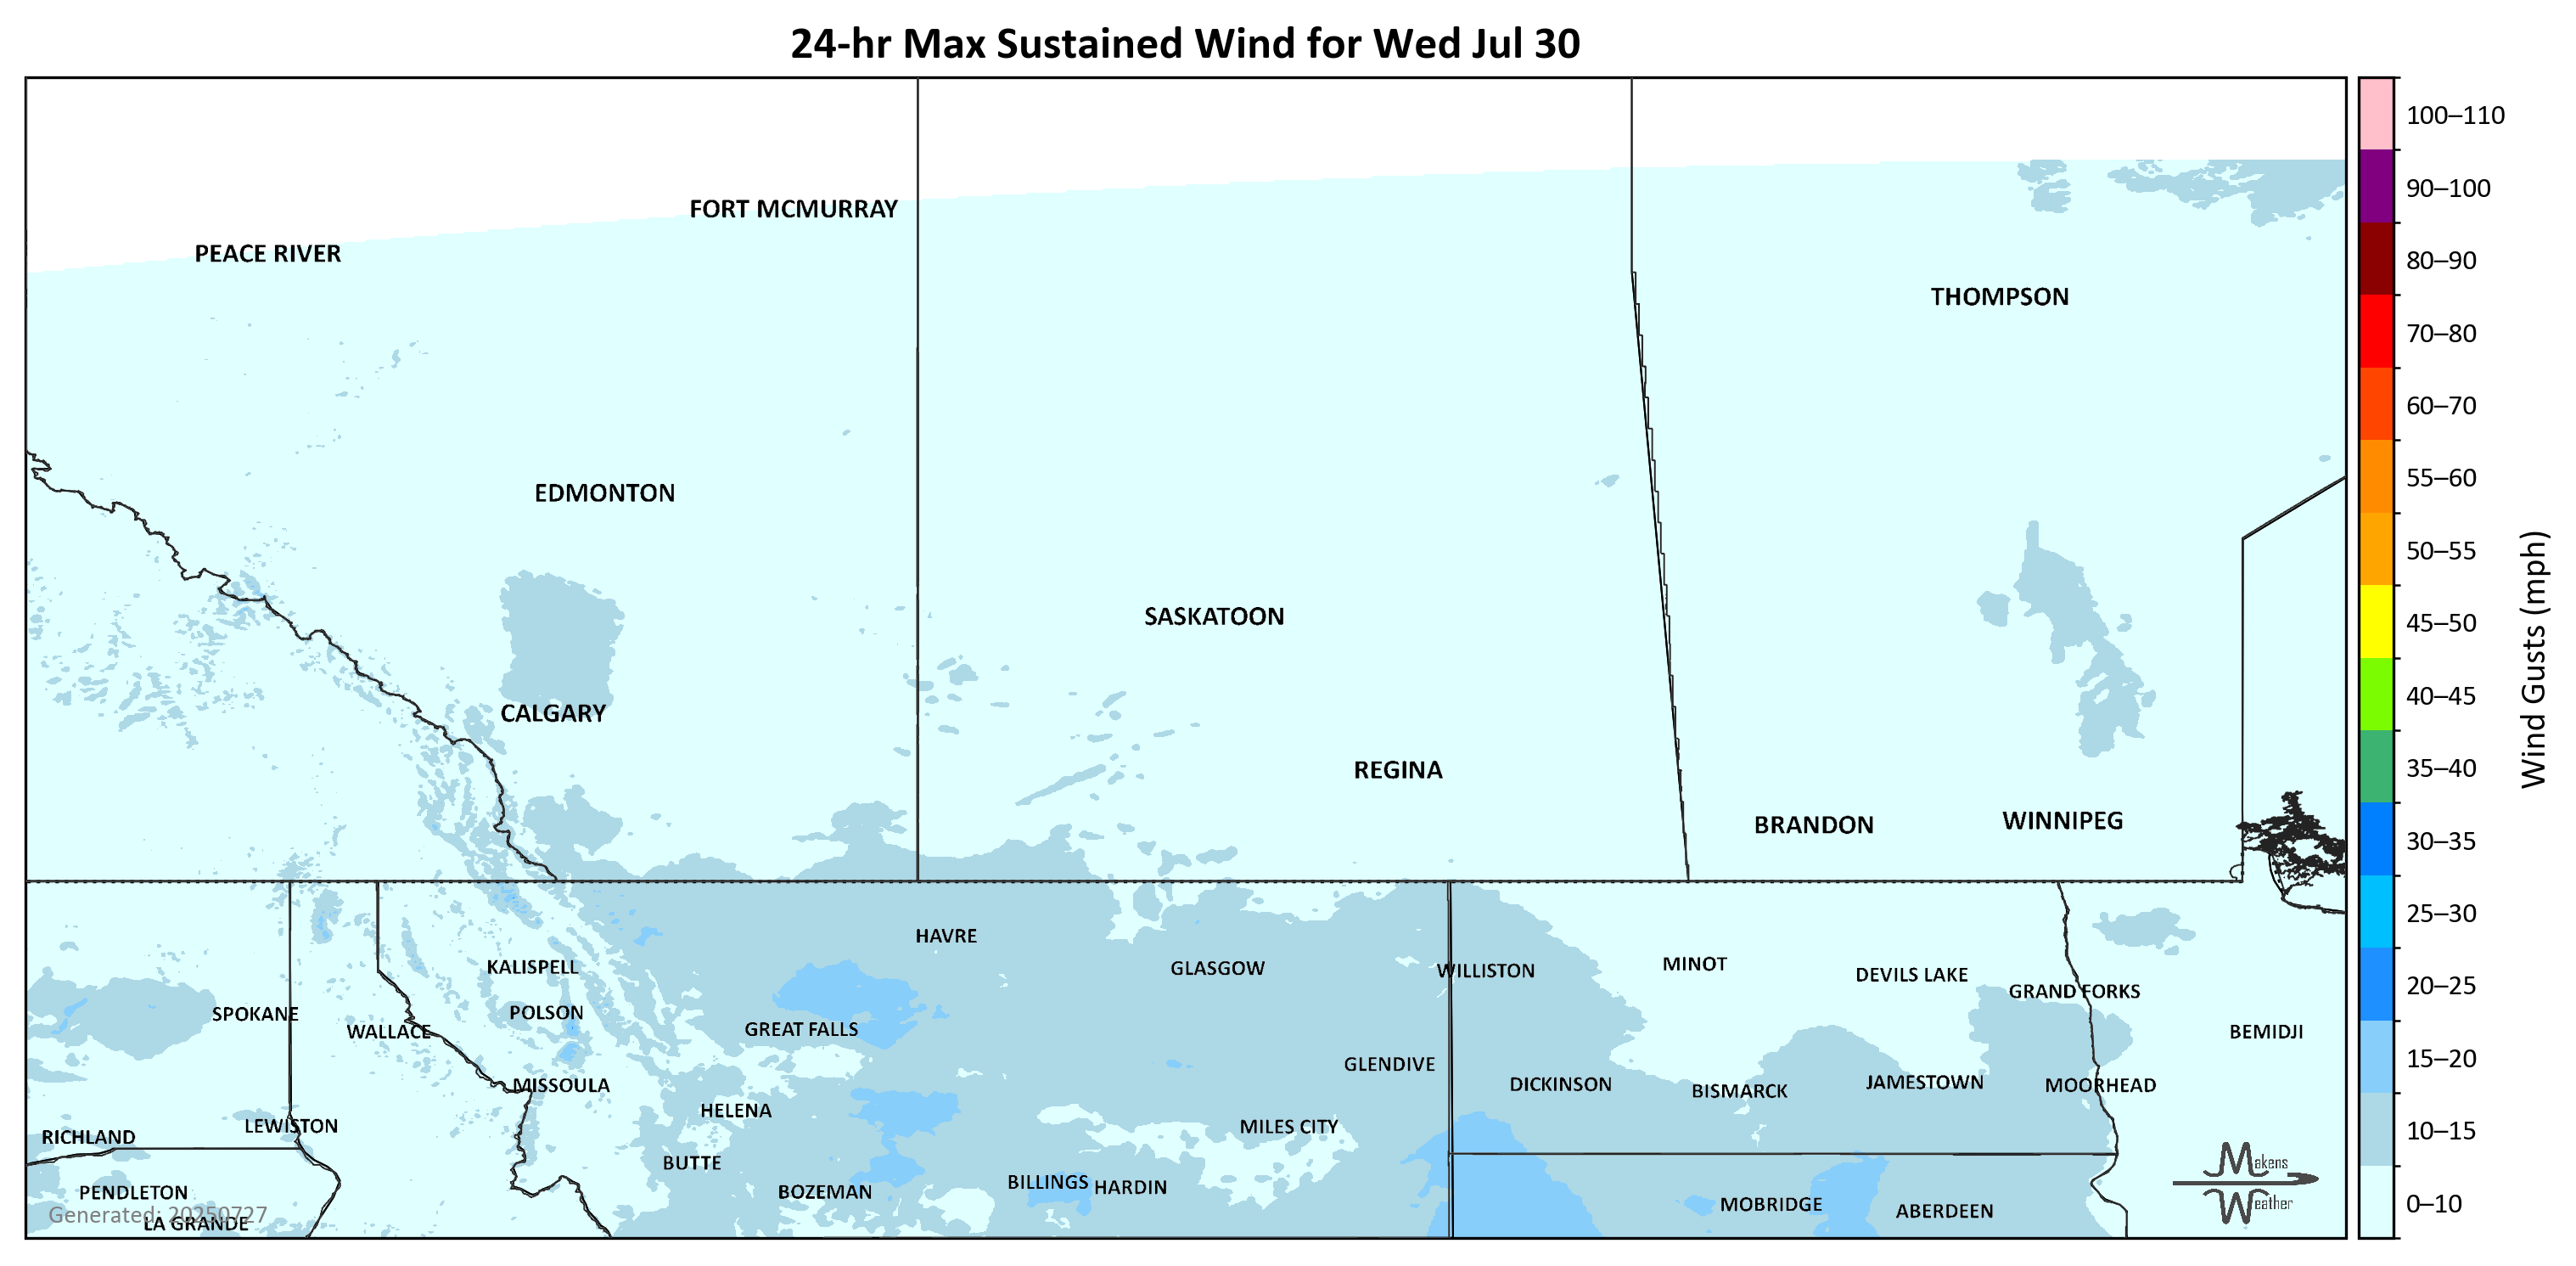 24-hr Max Sustained Wind for Wed Jul 30
100–110
90–100
FORT MCMURRAY
PEACE RIVER
80–90
THOMPSON
70–80
60–70
EDMONTON
55–60
50–55
SASKATOON
45–50
Wind Gusts (mph)
CALGARY
40–45
REGINA
35–40
BRANDON
WINNIPEG
30–35
25–30
HAVRE
KALISPELL
GLASGOW
WILLISTON
MINOT
DEVILS LAKE
20–25
GRAND FORKS
SPOKANE
POLSON
WALLACE
GREAT FALLS
BEMIDJI
15–20
GLENDIVE
MISSOULA
DICKINSON
BISMARCK
JAMESTOWN
MOORHEAD
HELENA
LEWISTON
MILES CITY
10–15
RICHLAND
BUTTE
Makens
Weather
PENDLETON
BOZEMAN
BILLINGS
HARDIN
MOBRIDGE
ABERDEEN
0–10
Generated: 20250727
LA GRANDE